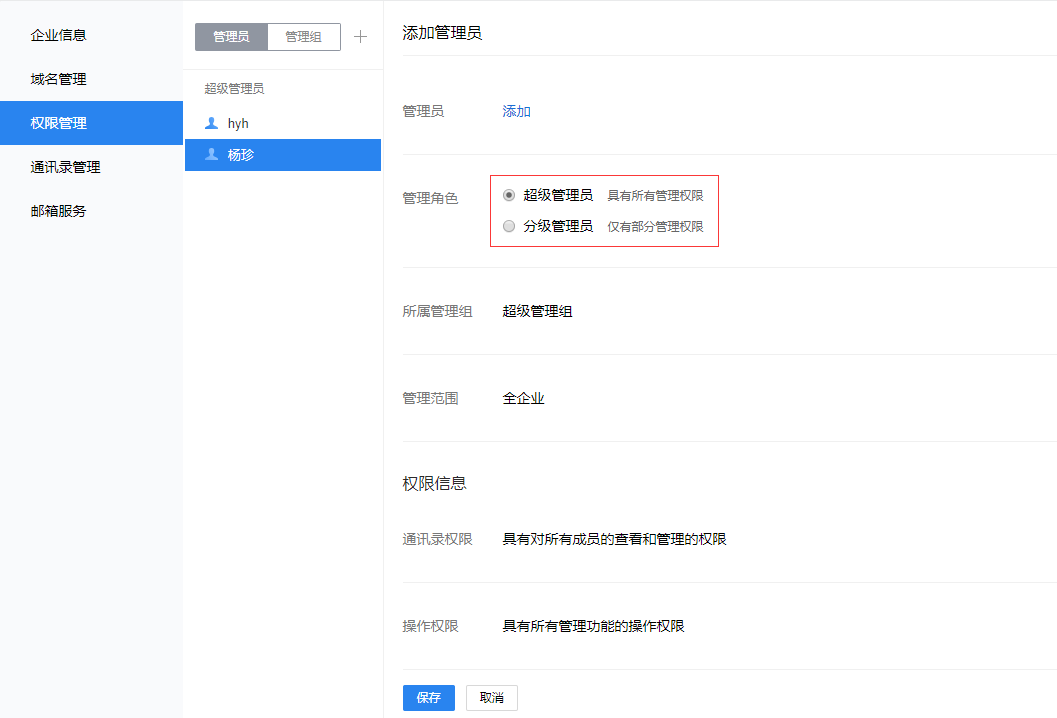 企业信息
域名管理
权限管理
通讯录管理
邮箱服务
管理员 管理组
超级管理员
hyh
杨珍
添加管理员
管理员 添加
管理角色
超级管理员 具有所有管理权限
分级管理员 仅有部分管理权限
所属管理组 超级管理组
管理范围 全企业
权限信息
通讯录权限 具有对所有成员的查看和管理的权限
操作权限 具有所有管理功能的操作权限
保存 取消